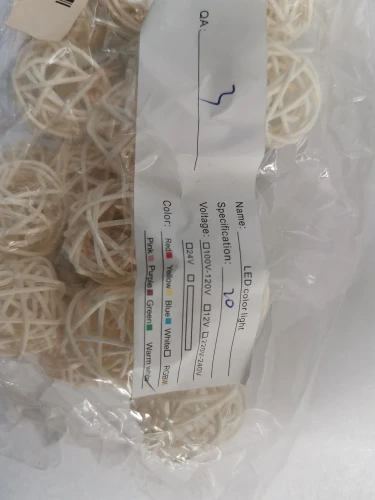 QA: 3
Name: LED color light
Specification: 20
Voltage: □100V-120V □12V □220V-240V
□24V □
Color: Red Yellow Blue White□ RGB
Pink Purple Green Warm white